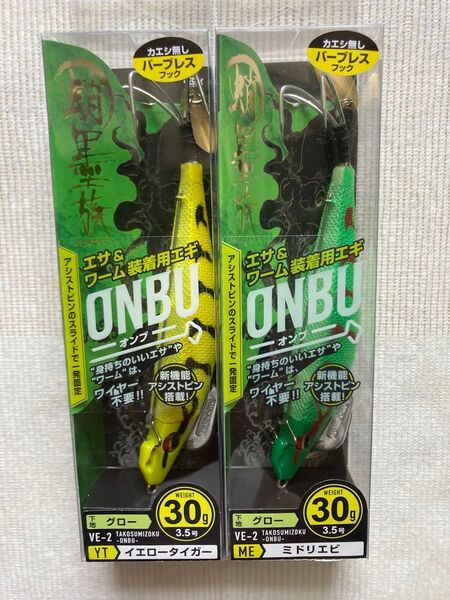 カエシ無し
バーブレス
フック
蛸墨族
エサ&
ワーム装着用エギ
アシストピンのスライドで一発固定
ONBU
オンブ
"身持ちのいいエサ"や
"ワーム"は、
ワイヤー
不要!!
新機能
アシストピン
搭載!
下地
グロー
WEIGHT
30g
3.5号
VE-2
TAKOSUMIZOKU
-ONBU-
YT
イエロータイガー
カエシ無し
バーブレス
フック
蛸墨族
エサ&
ワーム装着用エギ
アシストピンのスライドで一発固定
ONBU
オンブ
"身持ちのいいエサ"や
"ワーム"は、
ワイヤー
不要!!
新機能
アシストピン
搭載!
下地
グロー
WEIGHT
30g
3.5号
VE-2
TAKOSUMIZOKU
-ONBU-
ME
ミドリエビ